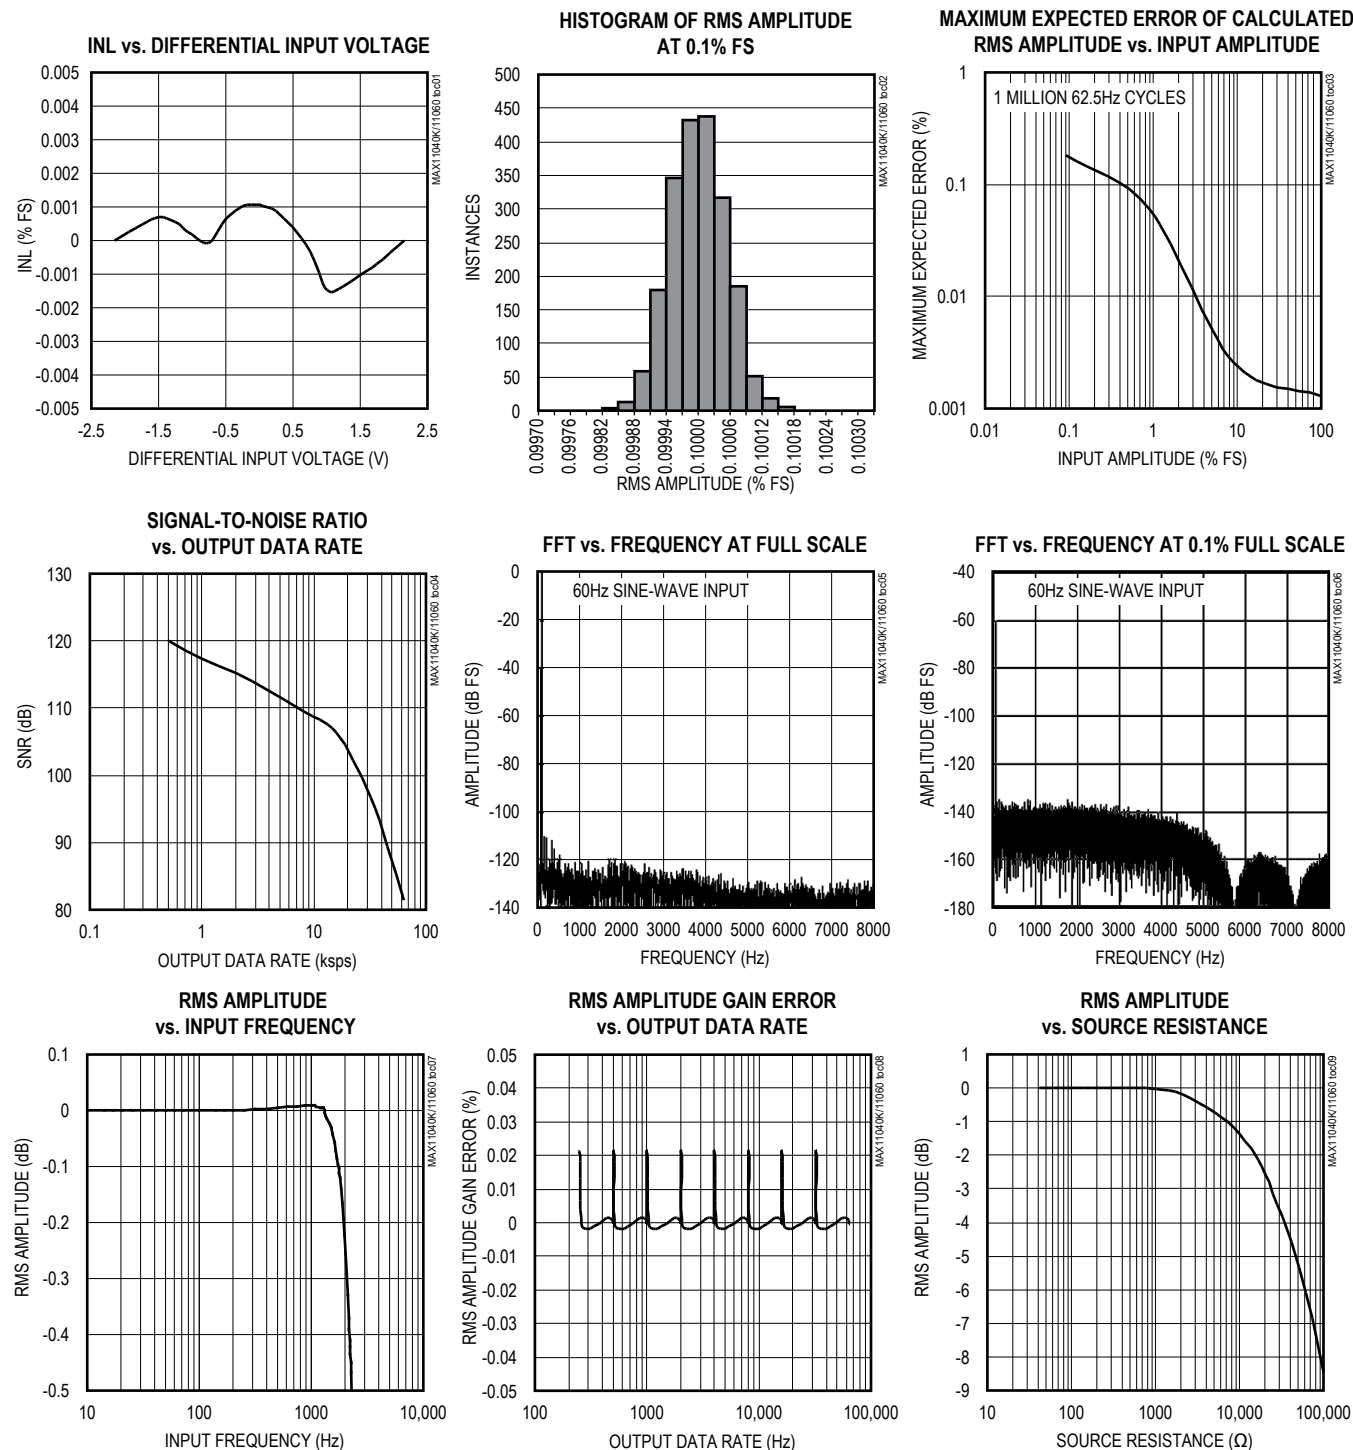 INL vs. DIFFERENTIAL INPUT VOLTAGE
0.005
0.004
0.003
0.002
0.001
0
-0.001
-0.002
-0.003
-0.004
-0.005
INL (% FS)
-2.5 -1.5 -0.5 0.5 1.5 2.5
DIFFERENTIAL INPUT VOLTAGE (V)
MAX11040K/11060 toc01
HISTOGRAM OF RMS AMPLITUDE
AT 0.1% FS
500
450
400
350
300
250
200
150
100
50
0
INSTANCES
0.09970 0.09976 0.09982 0.09988 0.09994 0.10000 0.10006 0.10012 0.10018 0.10024 0.10030
RMS AMPLITUDE (% FS)
MAX11040K/11060 toc02
MAXIMUM EXPECTED ERROR OF CALCULATED
RMS AMPLITUDE vs. INPUT AMPLITUDE
1 MILLION 62.5Hz CYCLES
1
0.1
0.01
0.001
MAXIMUM EXPECTED ERROR (%)
0.01 0.1 1 10 100
INPUT AMPLITUDE (% FS)
MAX11040K/11060 toc03
SIGNAL-TO-NOISE RATIO
vs. OUTPUT DATA RATE
130
120
110
100
90
80
SNR (dB)
0.1 1 10 100
OUTPUT DATA RATE (ksps)
MAX11040K/11060 toc04
FFT vs. FREQUENCY AT FULL SCALE
60Hz SINE-WAVE INPUT
0
-20
-40
-60
-80
-100
-120
-140
AMPLITUDE (dB FS)
0 1000 2000 3000 4000 5000 6000 7000 8000
FREQUENCY (Hz)
MAX11040K/11060 toc05
FFT vs. FREQUENCY AT 0.1% FULL SCALE
60Hz SINE-WAVE INPUT
-40
-60
-80
-100
-120
-140
-160
-180
AMPLITUDE (dB FS)
0 1000 2000 3000 4000 5000 6000 7000 8000
FREQUENCY (Hz)
MAX11040K/11060 toc06
RMS AMPLITUDE
vs. INPUT FREQUENCY
0.1
0
-0.1
-0.2
-0.3
-0.4
-0.5
RMS AMPLITUDE (dB)
10 100 1000 10,000
INPUT FREQUENCY (Hz)
MAX11040K/11060 toc07
RMS AMPLITUDE GAIN ERROR
vs. OUTPUT DATA RATE
0.05
0.04
0.03
0.02
0.01
0
-0.01
-0.02
-0.03
-0.04
-0.05
RMS AMPLITUDE GAIN ERROR (%)
100 1000 10,000 100,000
OUTPUT DATA RATE (Hz)
MAX11040K/11060 toc08
RMS AMPLITUDE
vs. SOURCE RESISTANCE
1
0
-1
-2
-3
-4
-5
-6
-7
-8
-9
RMS AMPLITUDE (dB)
10 100 1000 10,000 100,000
SOURCE RESISTANCE (Ω)
MAX11040K/11060 toc09